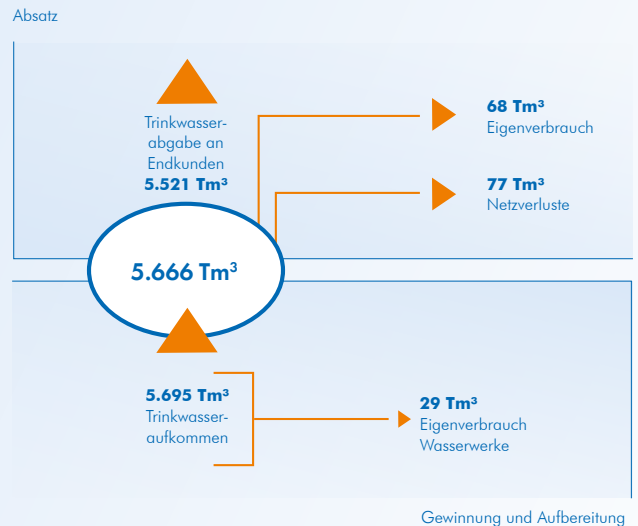 Absatz
Trinkwasser-
abgabe an
Endkunden
5.521 Tm³
68 Tm³
Eigenverbrauch
77 Tm³
Netzverluste
5.666 Tm³
5.695 Tm³
Trinkwasser-
aufkommen
29 Tm³
Eigenverbrauch
Wasserwerke
Gewinnung und Aufbereitung